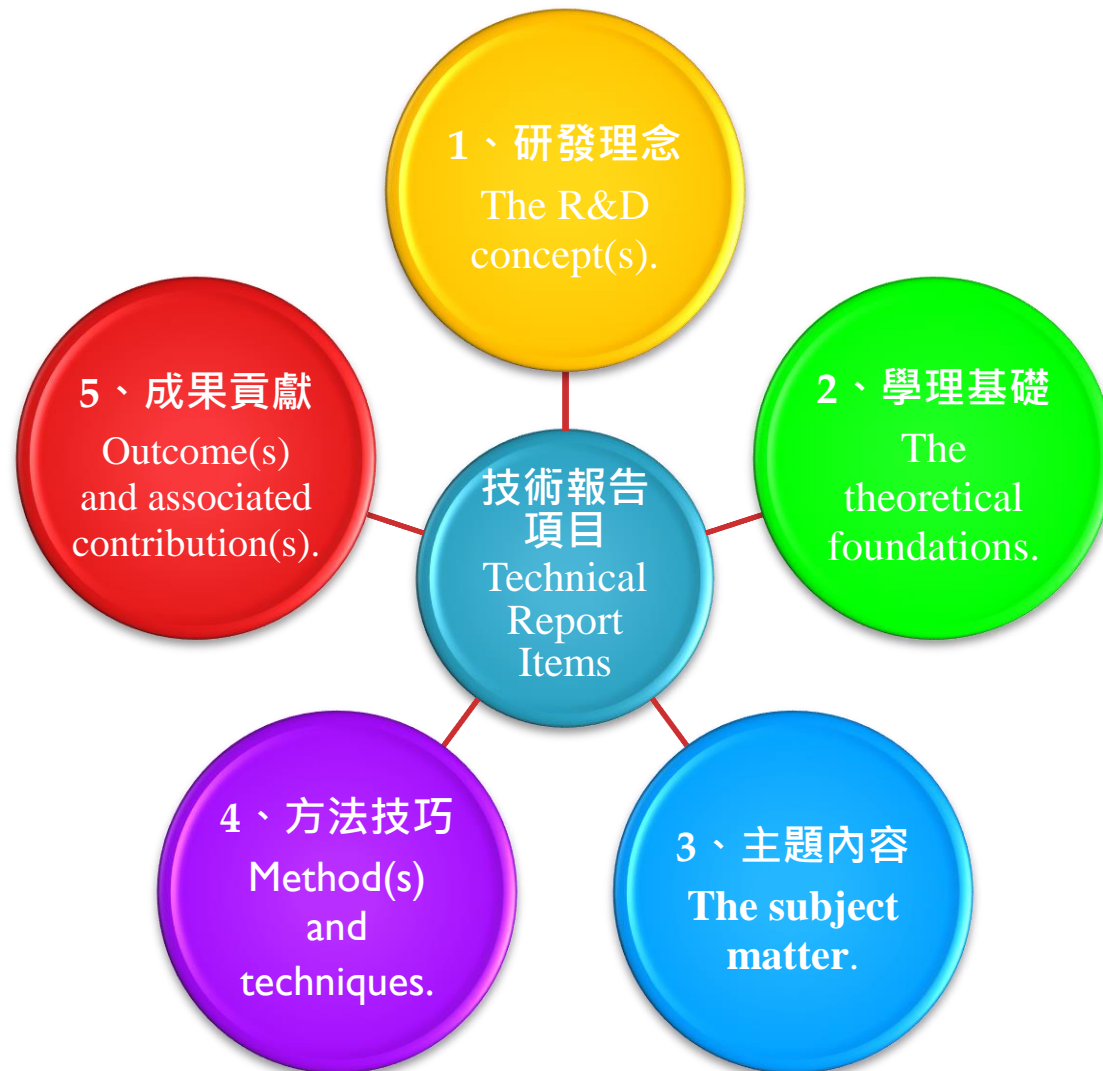 1、研發理念
The R&D
concept(s).
2、學理基礎
The
theoretical
foundations.
3、主題內容
The subject
matter.
4、方法技巧
Method(s)
and
techniques.
5、成果貢獻
Outcome(s)
and associated
contribution(s).
技術報告
項目
Technical
Report
Items